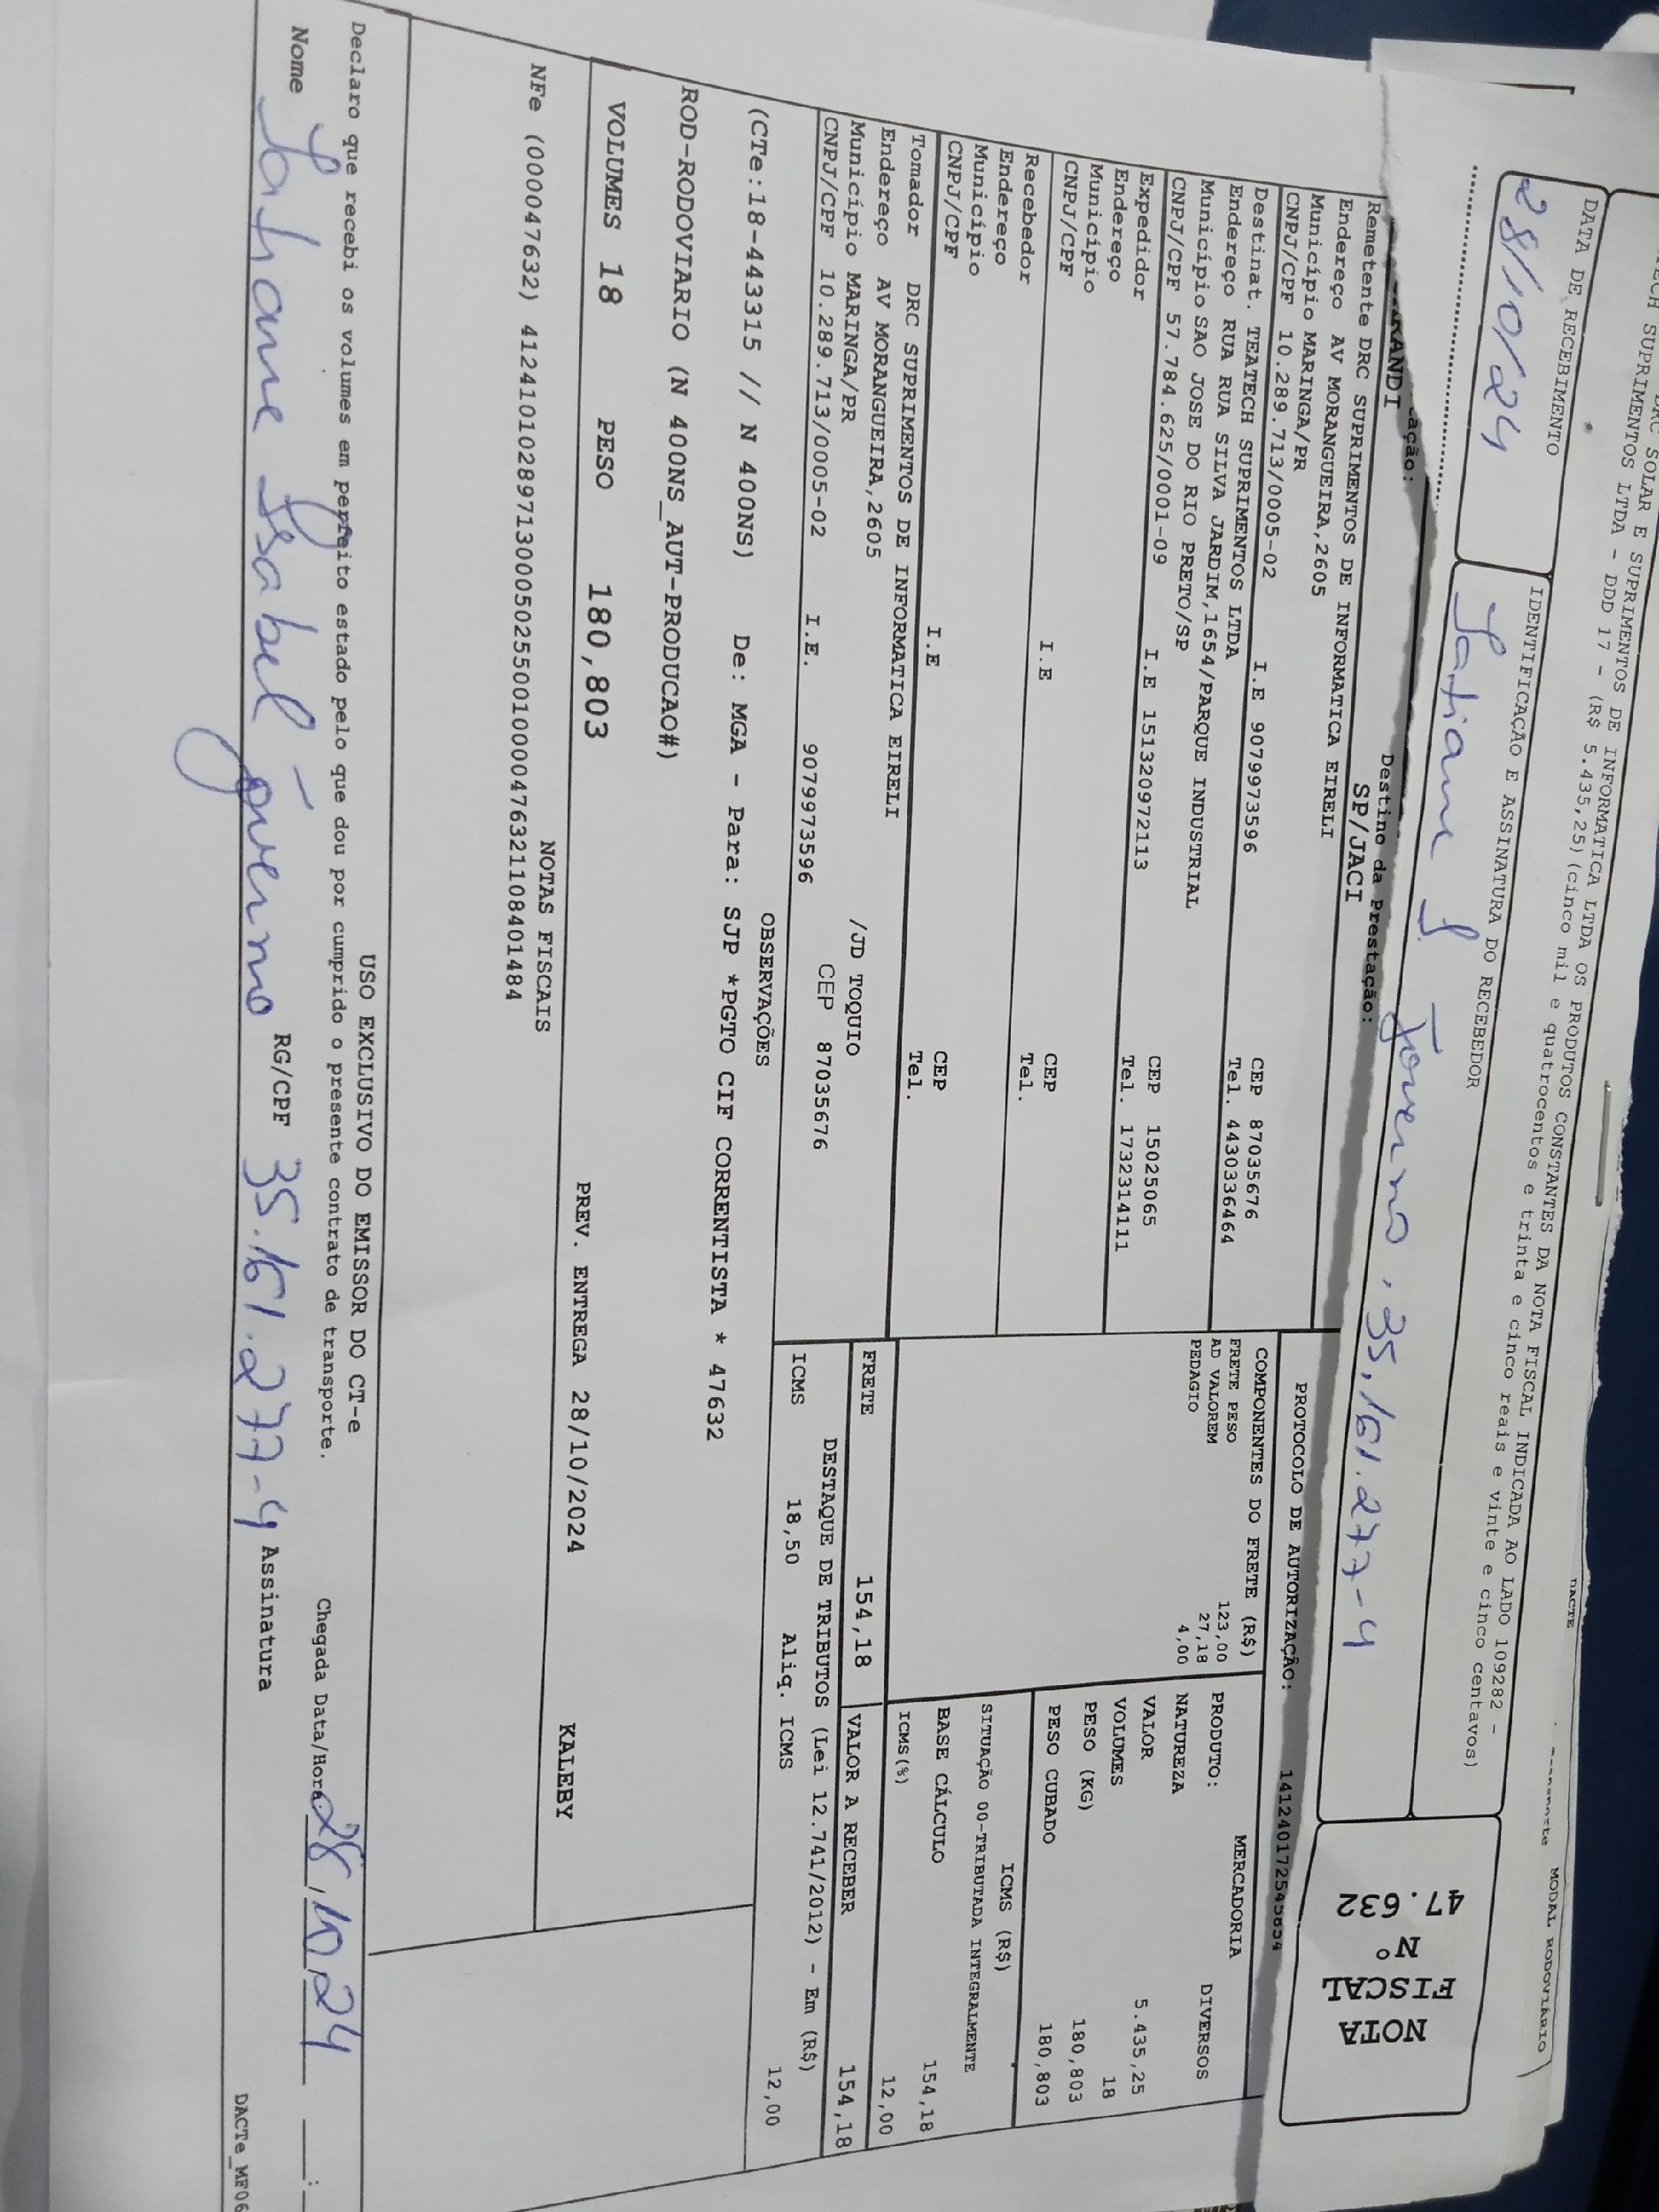 DRC SOLAR E SUPRIMENTOS DE INFORMATICA LTDA OS PRODUTOS CONSTANTES DA NOTA FISCAL INDICADA AO LADO 109282 -
TECH SUPRIMENTOS LTDA - DDD 17 - (R$ 5.435,25)(cinco mil e quatrocentos e trinta e cinco reais e vinte e cinco centavos)
DATA DE RECEBIMENTO
IDENTIFICAÇÃO E ASSINATURA DO RECEBEDOR
28/10/24
35.161.277-4
NOTA
FISCAL
Nº
47.632
DACTE
MODAL RODOVIÁRIO
Destino da Prestação:
SP/JACI
PROTOCOLO DE AUTORIZAÇÃO:
Remetente DRC SUPRIMENTOS DE INFORMATICA EIRELI
Endereço AV MORANGUEIRA,2605
Município MARINGA/PR CEP 87035676
CNPJ/CPF 10.289.713/0005-02 I.E 9079973596 Tel. 4430336464
Destinat. TEATECH SUPRIMENTOS LTDA
Endereço RUA RUA SILVA JARDIM,1654/PARQUE INDUSTRIAL
Município SAO JOSE DO RIO PRETO/SP CEP 15025065
CNPJ/CPF 57.784.625/0001-09 I.E 151320972113 Tel. 1732314111
Expedidor
Endereço
Município CEP
CNPJ/CPF I.E Tel.
Recebedor
Endereço
Município CEP
CNPJ/CPF I.E Tel.
Tomador DRC SUPRIMENTOS DE INFORMATICA EIRELI
Endereço AV MORANGUEIRA,2605 /JD TOQUIO
Município MARINGA/PR CEP 87035676
CNPJ/CPF 10.289.713/0005-02 I.E. 9079973596
COMPONENTES DO FRETE (R$)
FRETE PESO 123,00
AD VALOREM 27,18
PEDAGIO 4,00
MERCADORIA
PRODUTO: DIVERSOS
NATUREZA
VALOR 5.435,25
VOLUMES 18
PESO (KG) 180,803
PESO CUBADO 180,803
ICMS (R$)
SITUAÇÃO 00-TRIBUTADA INTEGRALMENTE
BASE CÁLCULO 154,18
ICMS(%) 12,00
FRETE 154,18 VALOR A RECEBER 154,18
DESTAQUE DE TRIBUTOS (Lei 12.741/2012) - Em (R$)
ICMS 18,50 Aliq. ICMS 12,00
OBSERVAÇÕES
(CTe:18-443315 // N 400NS) De: MGA - Para: SJP *PGTO CIF CORRENTISTA * 47632
ROD-RODOVIARIO (N 400NS_AUT-PRODUCAO#)
VOLUMES 18 PESO 180,803 PREV. ENTREGA 28/10/2024 KALEBY
NOTAS FISCAIS
NFe (000047632) 41241010289713000502550010000476321108401484
USO EXCLUSIVO DO EMISSOR DO CT-e
Declaro que recebi os volumes em perfeito estado pelo que dou por cumprido o presente contrato de transporte.
Chegada Data/Hora: 28/10/24 __:__
Nome RG/CPF 35.161.277-4 Assinatura
DACTe_MF06